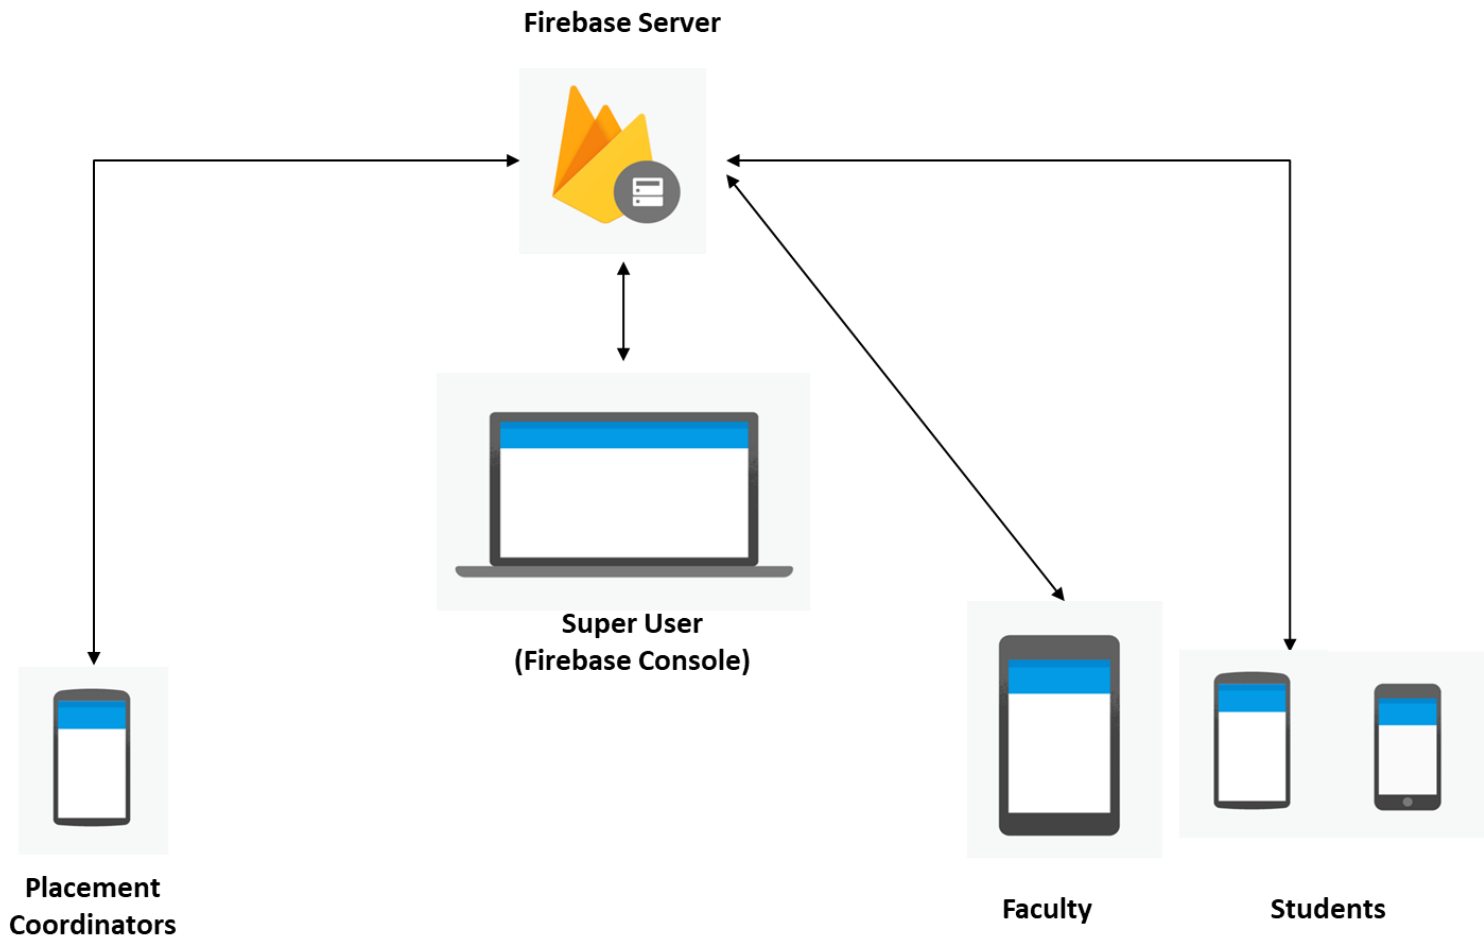 Firebase Server
Super User
(Firebase Console)
Placement
Coordinators
Faculty
Students